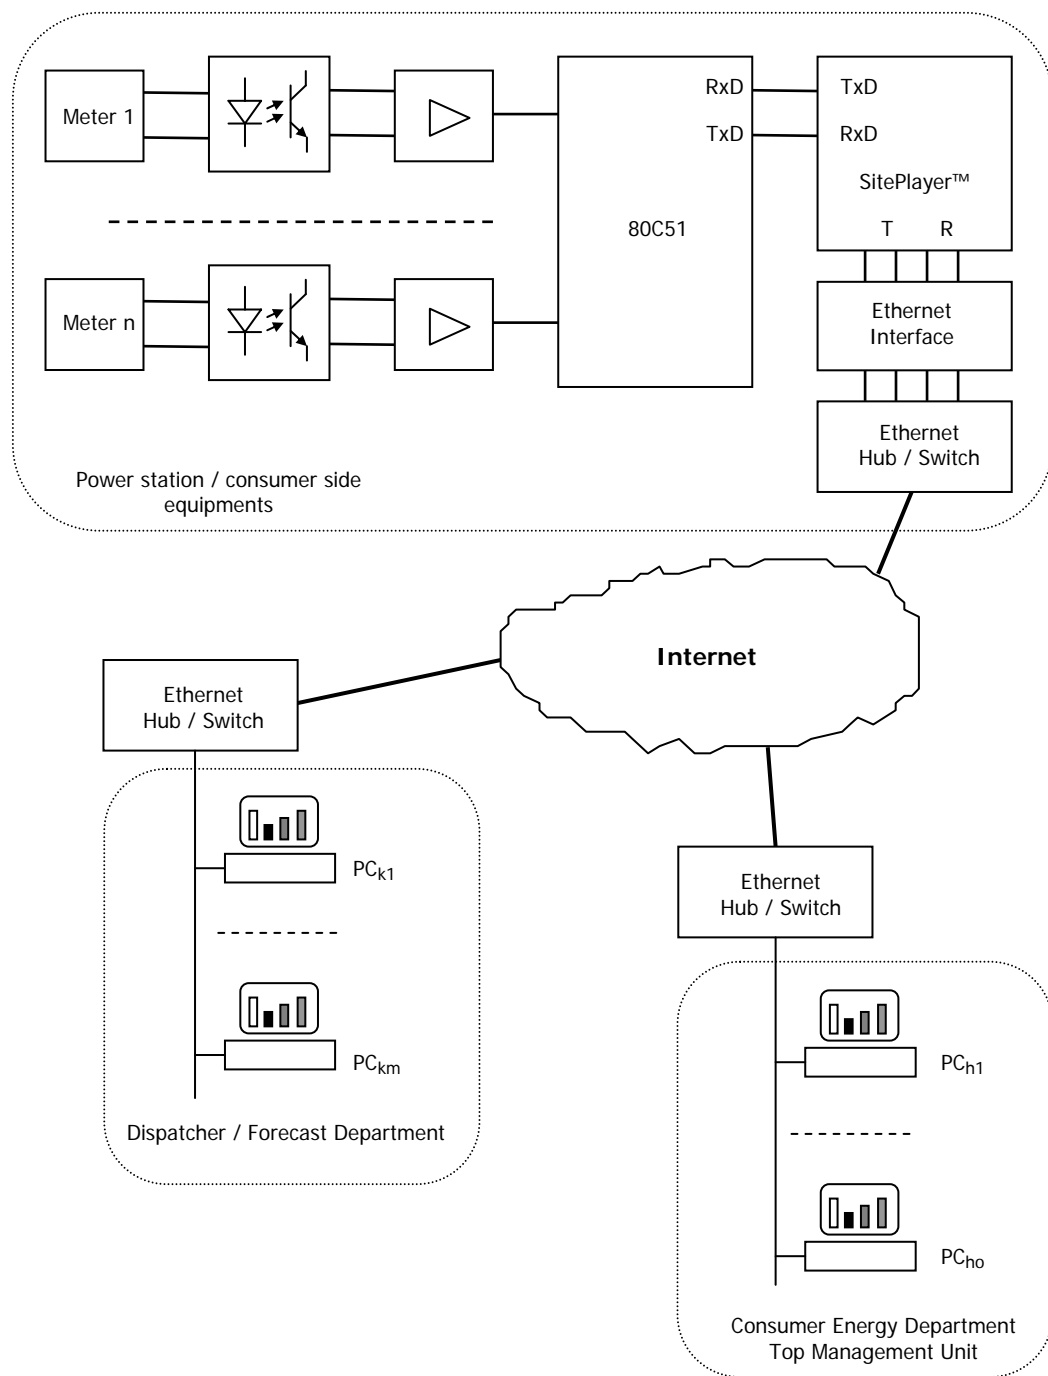 Meter 1
RxD
TxD
TxD
RxD
SitePlayer™
T R
80C51
Meter n
Ethernet
Interface
Ethernet
Hub / Switch
Power station / consumer side
equipments
Internet
Ethernet
Hub / Switch
PCk1
PCkm
Dispatcher / Forecast Department
Ethernet
Hub / Switch
PCh1
PCho
Consumer Energy Department
Top Management Unit